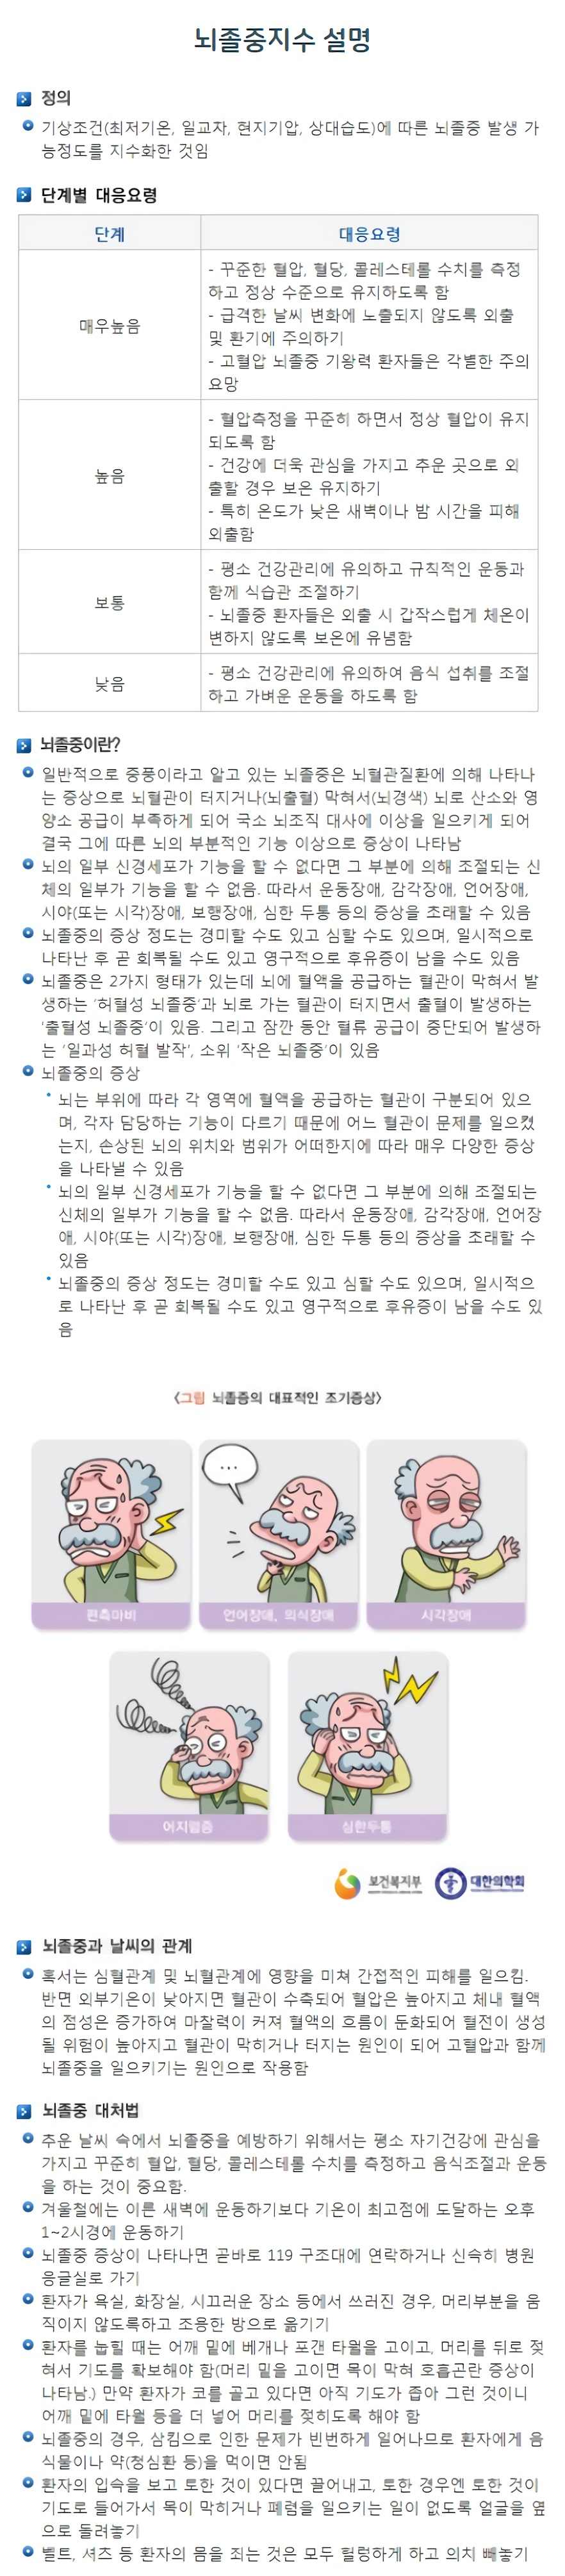 뇌졸중지수 설명
정의
기상조건(최저기온, 일교차, 현지기압, 상대습도)에 따른 뇌졸중 발생 가
능정도를 지수화한 것임
단계별 대응요령
단계 대응요령
매우높음
- 꾸준한 혈압, 혈당, 콜레스테롤 수치를 측정
하고 정상 수준으로 유지하도록 함
- 급격한 날씨 변화에 노출되지 않도록 외출
및 환기에 주의하기
- 고혈압 뇌졸중 기왕력 환자들은 각별한 주의
요망
높음
- 혈압측정을 꾸준히 하면서 정상 혈압이 유지
되도록 함
- 건강에 더욱 관심을 가지고 추운 곳으로 외
출할 경우 보온 유지하기
- 특히 온도가 낮은 새벽이나 밤 시간을 피해
외출함
보통
- 평소 건강관리에 유의하고 규칙적인 운동과
함께 식습관 조절하기
- 뇌졸중 환자들은 외출 시 갑작스럽게 체온이
변하지 않도록 보온에 유념함
낮음
- 평소 건강관리에 유의하여 음식 섭취를 조절
하고 가벼운 운동을 하도록 함
뇌졸중이란?
일반적으로 중풍이라고 알고 있는 뇌졸중은 뇌혈관질환에 의해 나타나
는 증상으로 뇌혈관이 터지거나(뇌출혈) 막혀서(뇌경색) 뇌로 산소와 영
양소 공급이 부족하게 되어 국소 뇌조직 대사에 이상을 일으키게 되어
결국 그에 따른 뇌의 부분적인 기능 이상으로 증상이 나타남
뇌의 일부 신경세포가 기능을 할 수 없다면 그 부분에 의해 조절되는 신
체의 일부가 기능을 할 수 없음. 따라서 운동장애, 감각장애, 언어장애,
시야(또는 시각)장애, 보행장애, 심한 두통 등의 증상을 초래할 수 있음
뇌졸중의 증상 정도는 경미할 수도 있고 심할 수도 있으며, 일시적으로
나타난 후 곧 회복될 수도 있고 영구적으로 후유증이 남을 수도 있음
뇌졸중은 2가지 형태가 있는데 뇌에 혈액을 공급하는 혈관이 막혀서 발
생하는 '허혈성 뇌졸중'과 뇌로 가는 혈관이 터지면서 출혈이 발생하는
'출혈성 뇌졸중'이 있음. 그리고 잠깐 동안 혈류 공급이 중단되어 발생하
는 '일과성 허혈 발작', 소위 '작은 뇌졸중'이 있음
뇌졸중의 증상
뇌는 부위에 따라 각 영역에 혈액을 공급하는 혈관이 구분되어 있으
며, 각자 담당하는 기능이 다르기 때문에 어느 혈관이 문제를 일으켰
는지, 손상된 뇌의 위치와 범위가 어떠한지에 따라 매우 다양한 증상
을 나타낼 수 있음
뇌의 일부 신경세포가 기능을 할 수 없다면 그 부분에 의해 조절되는
신체의 일부가 기능을 할 수 없음. 따라서 운동장애, 감각장애, 언어장
애, 시야(또는 시각)장애, 보행장애, 심한 두통 등의 증상을 초래할 수
있음
뇌졸중의 증상 정도는 경미할 수도 있고 심할 수도 있으며, 일시적으
로 나타난 후 곧 회복될 수도 있고 영구적으로 후유증이 남을 수도 있
음
<그림 뇌졸중의 대표적인 조기증상>
...
편측마비 언어장애, 의식장애 시각장애
어지럼증 심한두통
보건복지부 대한의학회
뇌졸중과 날씨의 관계
혹서는 심혈관계 및 뇌혈관계에 영향을 미쳐 간접적인 피해를 일으킴.
반면 외부기온이 낮아지면 혈관이 수축되어 혈압은 높아지고 체내 혈액
의 점성은 증가하여 마찰력이 커져 혈액의 흐름이 둔화되어 혈전이 생성
될 위험이 높아지고 혈관이 막히거나 터지는 원인이 되어 고혈압과 함께
뇌졸중을 일으키기는 원인으로 작용함
뇌졸중 대처법
추운 날씨 속에서 뇌졸중을 예방하기 위해서는 평소 자기건강에 관심을
가지고 꾸준히 혈압, 혈당, 콜레스테롤 수치를 측정하고 음식조절과 운동
을 하는 것이 중요함.
겨울철에는 이른 새벽에 운동하기보다 기온이 최고점에 도달하는 오후
1~2시경에 운동하기
뇌졸중 증상이 나타나면 곧바로 119 구조대에 연락하거나 신속히 병원
응급실로 가기
환자가 욕실, 화장실, 시끄러운 장소 등에서 쓰러진 경우, 머리부분을 움
직이지 않도록하고 조용한 방으로 옮기기
환자를 눕힐 때는 어깨 밑에 베개나 포갠 타월을 고이고, 머리를 뒤로 젖
혀서 기도를 확보해야 함(머리 밑을 고이면 목이 막혀 호흡곤란 증상이
나타남.) 만약 환자가 코를 골고 있다면 아직 기도가 좁아 그런 것이니
어깨 밑에 타월 등을 더 넣어 머리를 젖히도록 해야 함
뇌졸중의 경우, 삼킴으로 인한 문제가 빈번하게 일어나므로 환자에게 음
식물이나 약(청심환 등)을 먹이면 안됨
환자의 입속을 보고 토한 것이 있다면 끌어내고, 토한 경우엔 토한 것이
기도로 들어가서 목이 막히거나 폐렴을 일으키는 일이 없도록 얼굴을 옆
으로 돌려놓기
벨트, 셔츠 등 환자의 몸을 죄는 것은 모두 헐렁하게 하고 의치 빼놓기